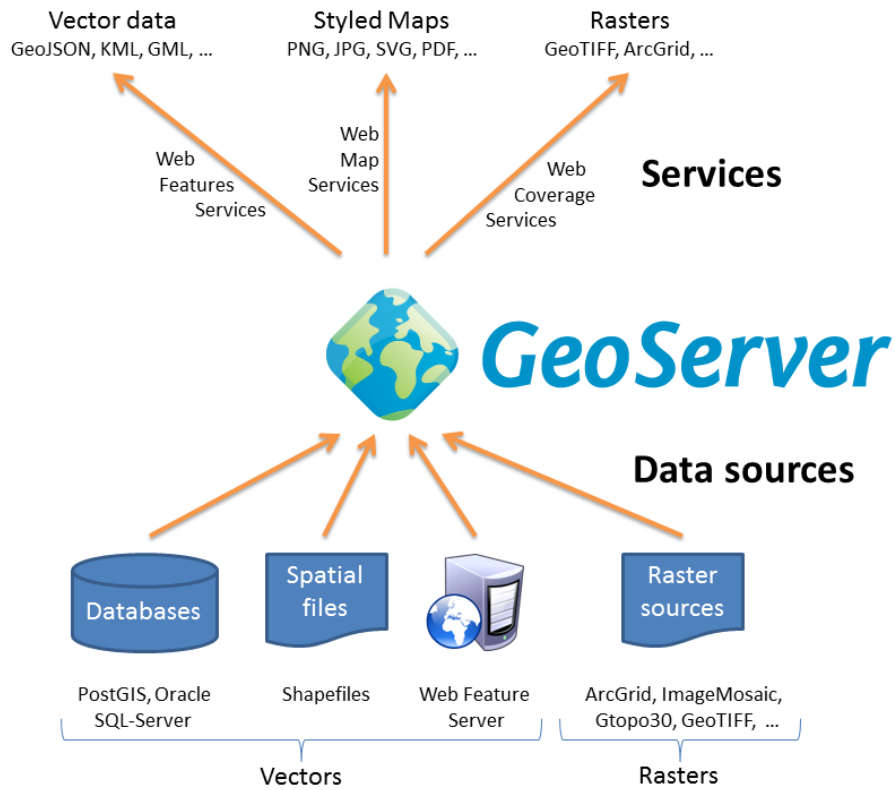 Vector data
GeoJSON, KML, GML, ...
Styled Maps
PNG, JPG, SVG, PDF, ...
Rasters
GeoTIFF, ArcGrid, ...
Web
Features
Services
Web
Map
Services
Web
Coverage
Services
Services
GeoServer
Data sources
Databases
Spatial
files
Raster
sources
PostGIS, Oracle
SQL-Server
Shapefiles
Web Feature
Server
ArcGrid, ImageMosaic,
Gtopo30, GeoTIFF, ...
Vectors
Rasters